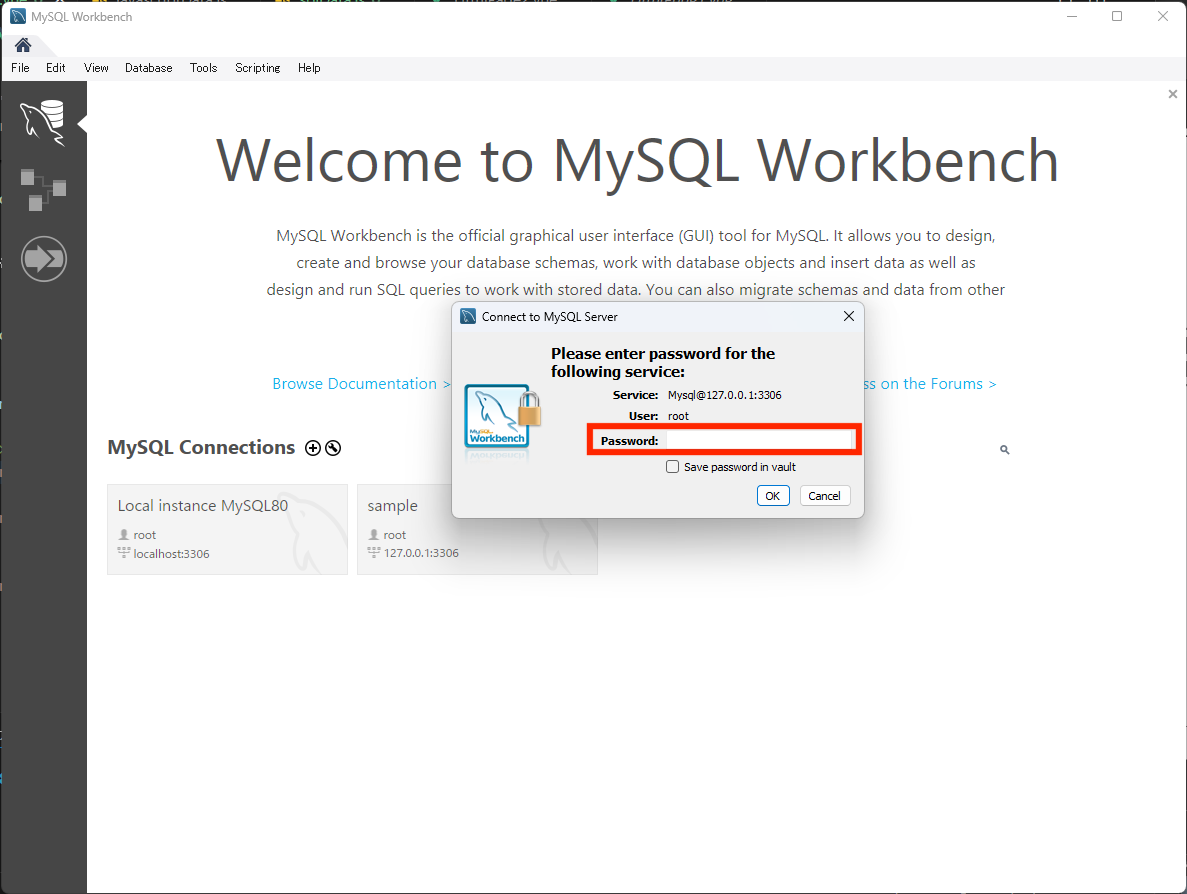 MySQL Workbench
File Edit View Database Tools Scripting Help
Welcome to MySQL Workbench
MySQL Workbench is the official graphical user interface (GUI) tool for MySQL. It allows you to design,
create and browse your database schemas, work with database objects and insert data as well as
design and run SQL queries to work with stored data. You can also migrate schemas and data from other
Connect to MySQL Server
Please enter password for the
following service:
Service: Mysql@127.0.0.1:3306
User: root
Password:
Save password in vault
OK Cancel
MySQL
Workbench
Browse Documentation >
on the Forums >
MySQL Connections
Local instance MySQL80
root
localhost:3306
sample
root
127.0.0.1:3306